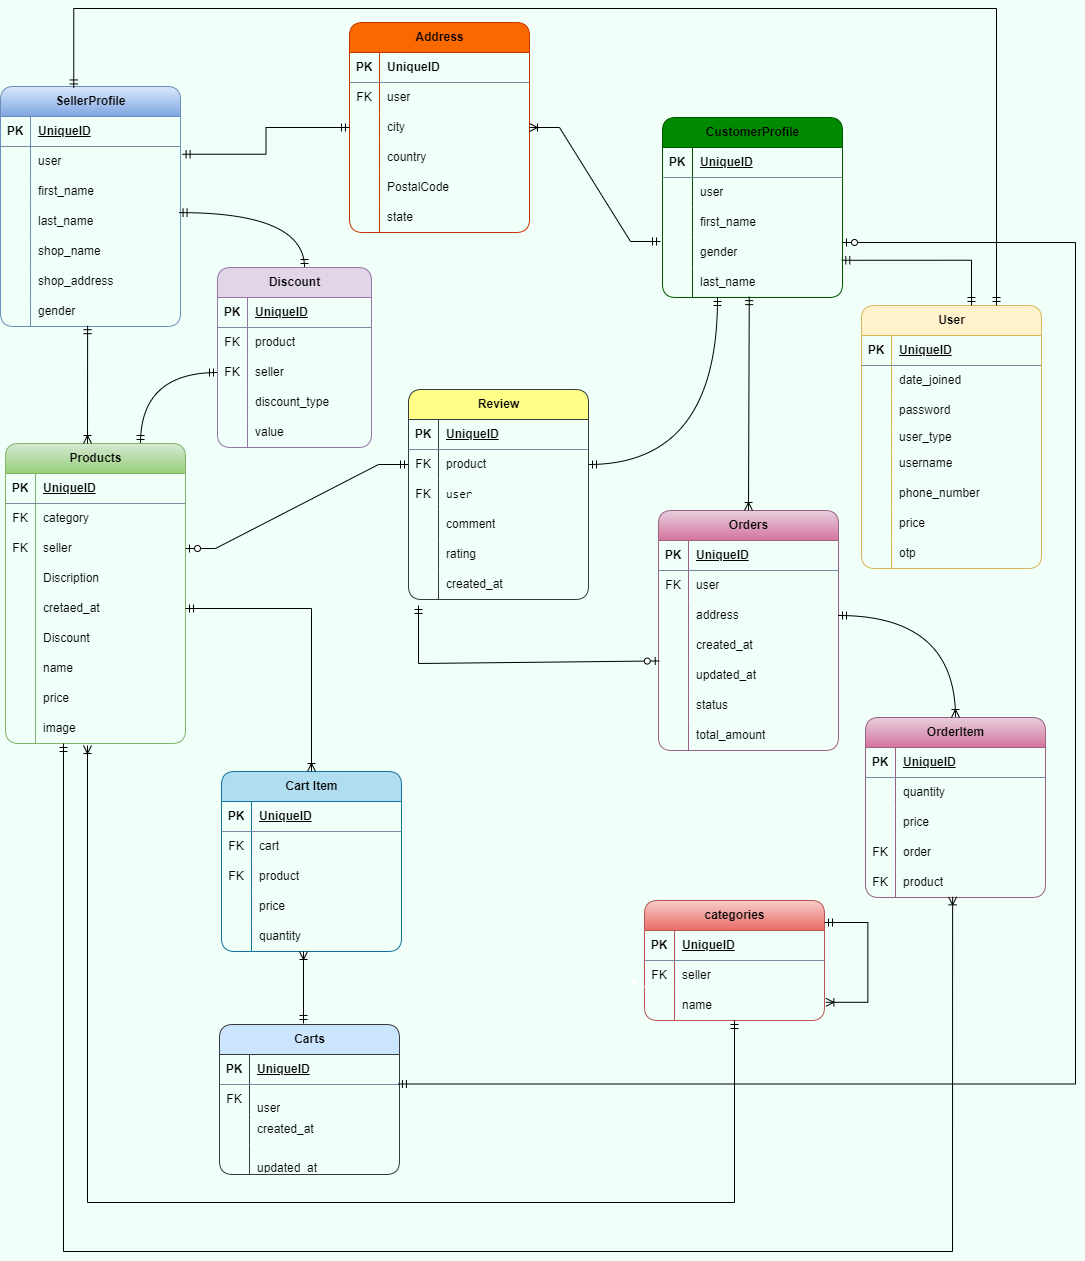 Address
PK UniqueID
FK user
city
country
PostalCode
state
SellerProfile
PK UniqueID
user
first_name
last_name
shop_name
shop_address
gender
CustomerProfile
PK UniqueID
user
first_name
gender
last_name
Discount
PK UniqueID
FK product
FK seller
discount_type
value
User
PK UniqueID
date_joined
password
user_type
username
phone_number
price
otp
Review
PK UniqueID
FK product
FK user
comment
rating
created_at
Products
PK UniqueID
FK category
FK seller
Discription
cretaed_at
Discount
name
price
image
Orders
PK UniqueID
FK user
address
created_at
updated_at
status
total_amount
OrderItem
PK UniqueID
quantity
price
FK order
FK product
Cart Item
PK UniqueID
FK cart
FK product
price
quantity
categories
PK UniqueID
FK seller
name
Carts
PK UniqueID
FK user
created_at
updated_at